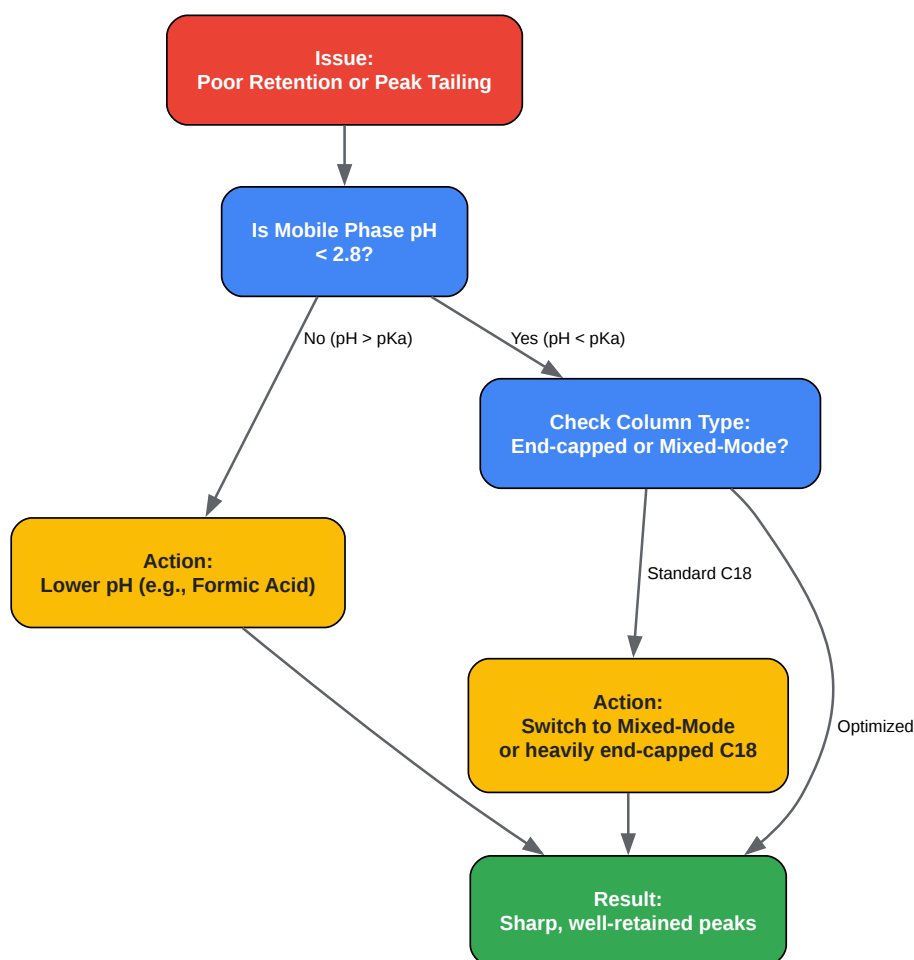 Issue:
Poor Retention or Peak Tailing
Is Mobile Phase pH
< 2.8?
No (pH > pKa)
Yes (pH < pKa)
Check Column Type:
End-capped or Mixed-Mode?
Action:
Lower pH (e.g., Formic Acid)
Standard C18
Action:
Switch to Mixed-Mode
or heavily end-capped C18
Optimized
Result:
Sharp, well-retained peaks